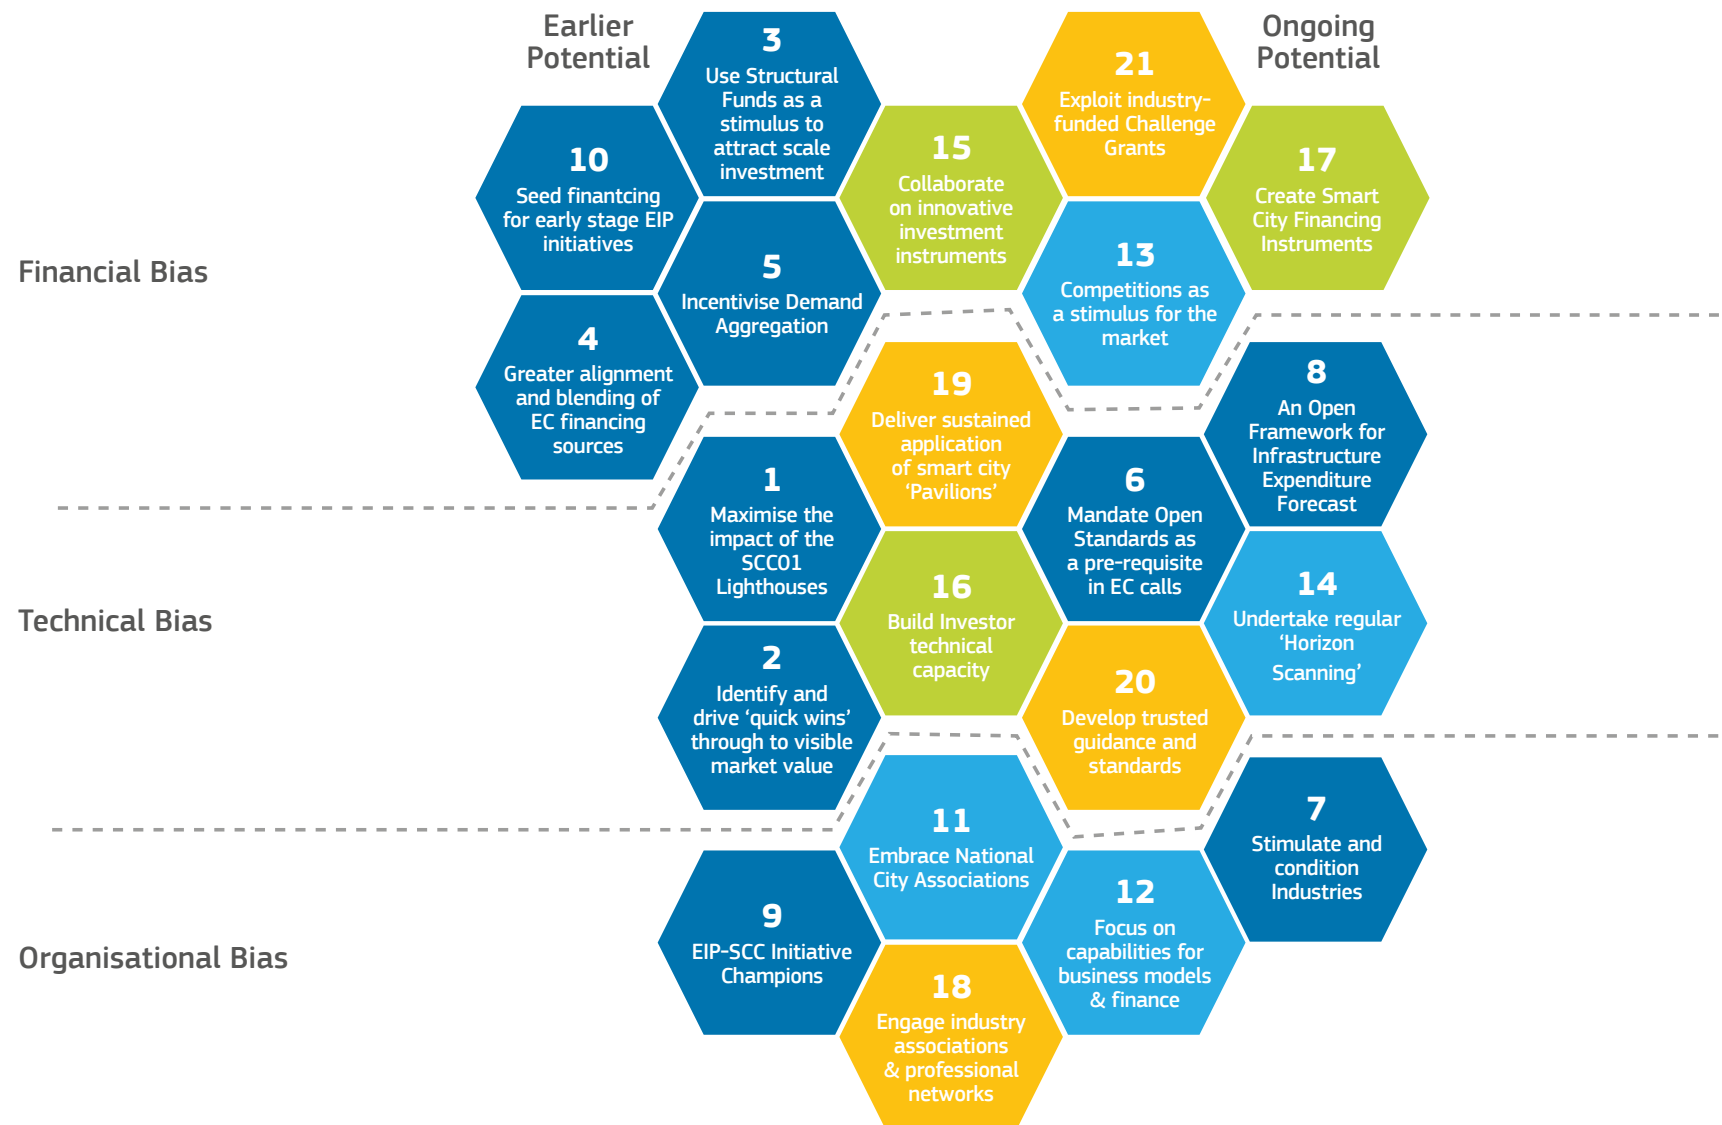 Earlier
Potential
Ongoing
Potential
Financial Bias
3
Use Structural
Funds as a
stimulus to
attract scale
investment
21
Exploit industry-
funded Challenge
Grants
10
Seed finantcing
for early stage EIP
initiatives
15
Collaborate
on innovative
investment
instruments
17
Create Smart
City Financing
Instruments
5
Incentivise Demand
Aggregation
13
Competitions as
a stimulus for the
market
4
Greater alignment
and blending of
EC financing
sources
Technical Bias
19
Deliver sustained
application
of smart city
‘Pavilions’
8
An Open
Framework for
Infrastructure
Expenditure
Forecast
1
Maximise the
impact of the
SCC01
Lighthouses
6
Mandate Open
Standards as
a pre-requisite
in EC calls
16
Build Investor
technical
capacity
14
Undertake regular
‘Horizon
Scanning’
2
Identify and
drive ‘quick wins’
through to visible
market value
20
Develop trusted
guidance and
standards
Organisational Bias
11
Embrace National
City Associations
7
Stimulate and
condition
Industries
9
EIP-SCC Initiative
Champions
12
Focus on
capabilities for
business models
& finance
18
Engage industry
associations
& professional
networks